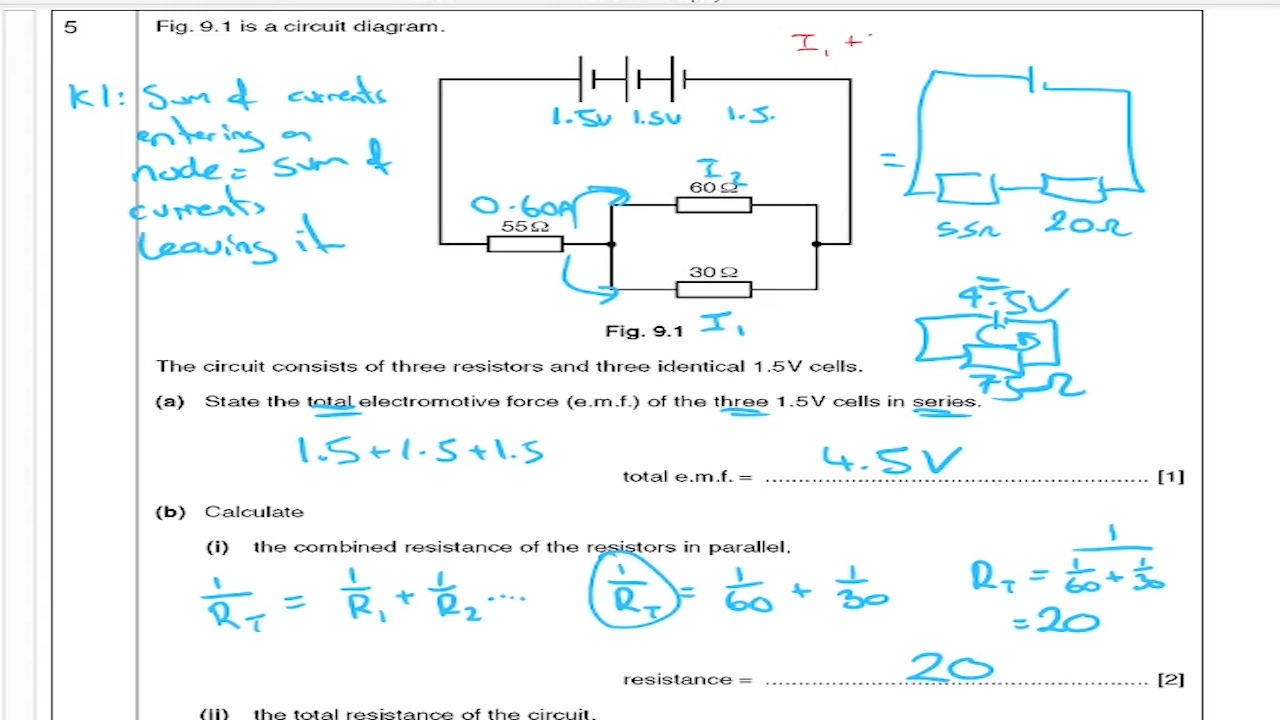 5 Fig. 9.1 is a circuit diagram.
I₁ +
K1: Sum of currents
entering a
node = sum of
currents
leaving it
1.5V 1.5V 1.5.
I₂
60 Ω
0.60A
55 Ω
30 Ω
I₁
Fig. 9.1
=
55Ω 20Ω
=
4.5V
75Ω
The circuit consists of three resistors and three identical 1.5V cells.
(a) State the total electromotive force (e.m.f.) of the three 1.5V cells in series.
1.5+1.5+1.5
total e.m.f. = 4.5V [1]
(b) Calculate
(i) the combined resistance of the resistors in parallel,
1/R_T = 1/R₁ + 1/R₂ ... 1/R_T = 1/60 + 1/30 R_T = 1/(1/60 + 1/30)
= 20
resistance = 20 [2]
(ii) the total resistance of the circuit.